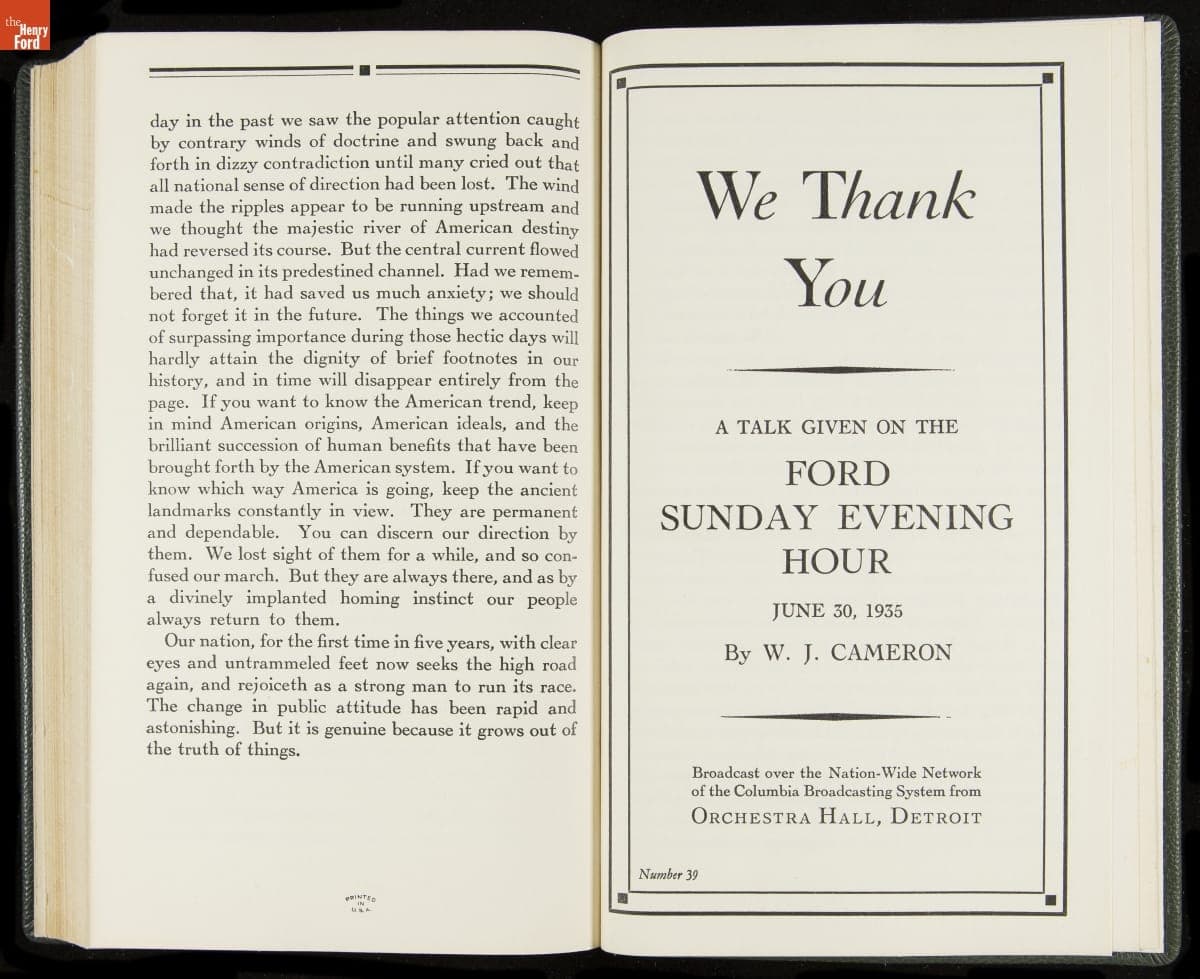 the
Henry
Ford
day in the past we saw the popular attention caught
by contrary winds of doctrine and swung back and
forth in dizzy contradiction until many cried out that
all national sense of direction had been lost. The wind
made the ripples appear to be running upstream and
we thought the majestic river of American destiny
had reversed its course. But the central current flowed
unchanged in its predestined channel. Had we remem-
bered that, it had saved us much anxiety; we should
not forget it in the future. The things we accounted
of surpassing importance during those hectic days will
hardly attain the dignity of brief footnotes in our
history, and in time will disappear entirely from the
page. If you want to know the American trend, keep
in mind American origins, American ideals, and the
brilliant succession of human benefits that have been
brought forth by the American system. If you want to
know which way America is going, keep the ancient
landmarks constantly in view. They are permanent
and dependable. You can discern our direction by
them. We lost sight of them for a while, and so con-
fused our march. But they are always there, and as by
a divinely implanted homing instinct our people
always return to them.
Our nation, for the first time in five years, with clear
eyes and untrammeled feet now seeks the high road
again, and rejoiceth as a strong man to run its race.
The change in public attitude has been rapid and
astonishing. But it is genuine because it grows out of
the truth of things.
PRINTED
IN
U.S.A.
We Thank
You
A TALK GIVEN ON THE
FORD
SUNDAY EVENING
HOUR
JUNE 30, 1935
By W. J. CAMERON
Broadcast over the Nation-Wide Network
of the Columbia Broadcasting System from
ORCHESTRA HALL, DETROIT
Number 39